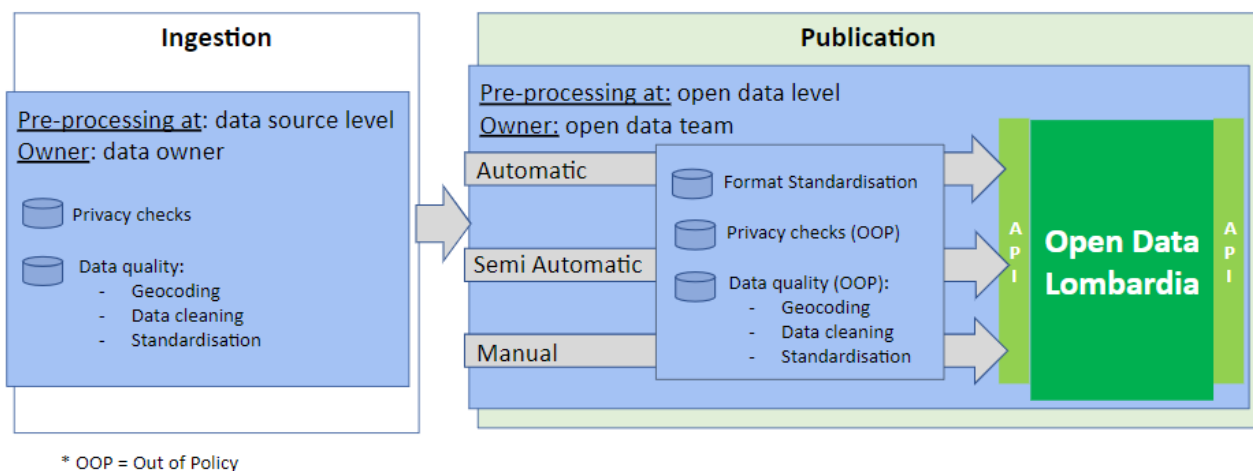 Ingestion
Pre-processing at: data source level
Owner: data owner
Privacy checks
Data quality:
- Geocoding
- Data cleaning
- Standardisation
Publication
Pre-processing at: open data level
Owner: open data team
Automatic
Semi Automatic
Manual
Format Standardisation
Privacy checks (OOP)
Data quality (OOP):
- Geocoding
- Data cleaning
- Standardisation
API
Open Data
Lombardia
API
* OOP = Out of Policy